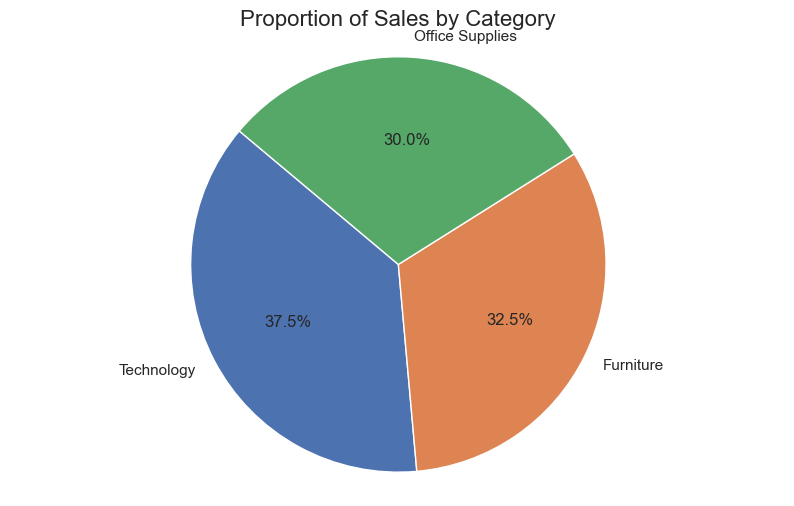 Proportion of Sales by Category
Office Supplies
30.0%
37.5%
32.5%
Technology
Furniture